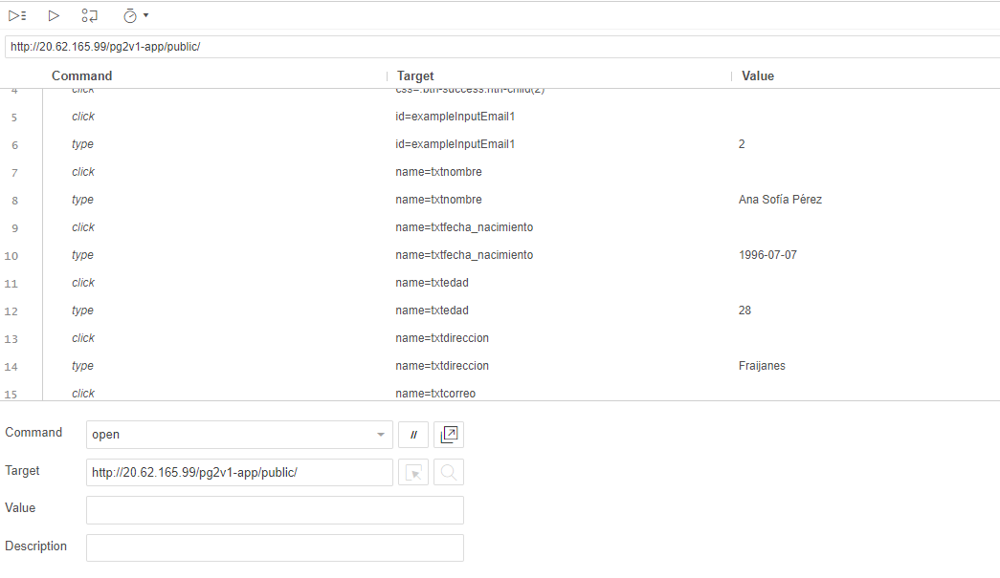 http://20.62.165.99/pg2v1-app/public/
Command Target Value
4 click css=.btn-success:nth-child(2)
5 click id=exampleInputEmail1
6 type id=exampleInputEmail1 2
7 click name=txtnombre
8 type name=txtnombre Ana Sofía Pérez
9 click name=txtfecha_nacimiento
10 type name=txtfecha_nacimiento 1996-07-07
11 click name=txtedad
12 type name=txtedad 28
13 click name=txtdireccion
14 type name=txtdireccion Fraijanes
15 click name=txtcorreo
Command open //
Target http://20.62.165.99/pg2v1-app/public/
Value
Description